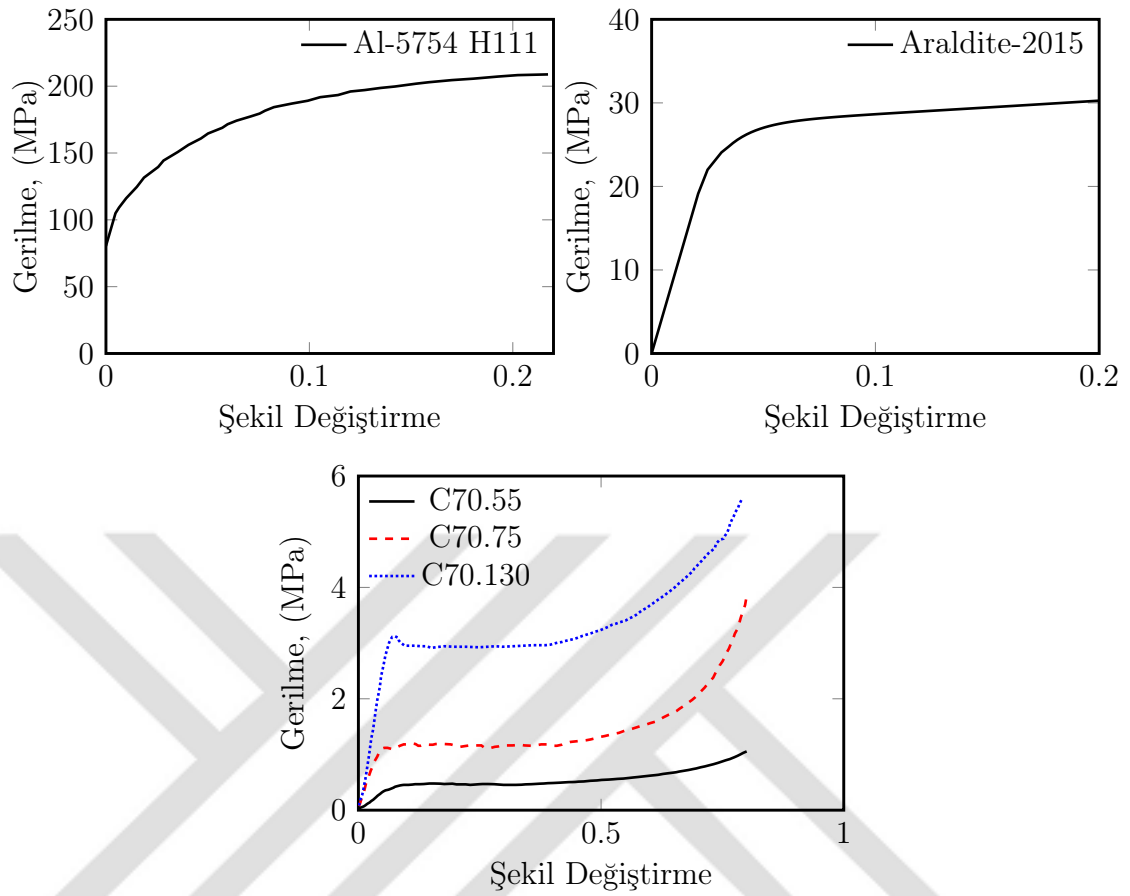 250
200
150
100
50
0
Gerilme, (MPa)
Al-5754 H111
0
0.1
0.2
Şekil Değiştirme
40
30
20
10
0
Gerilme, (MPa)
Araldite-2015
0
0.1
0.2
Şekil Değiştirme
6
4
2
0
Gerilme, (MPa)
C70.55
C70.75
C70.130
0
0.5
1
Şekil Değiştirme